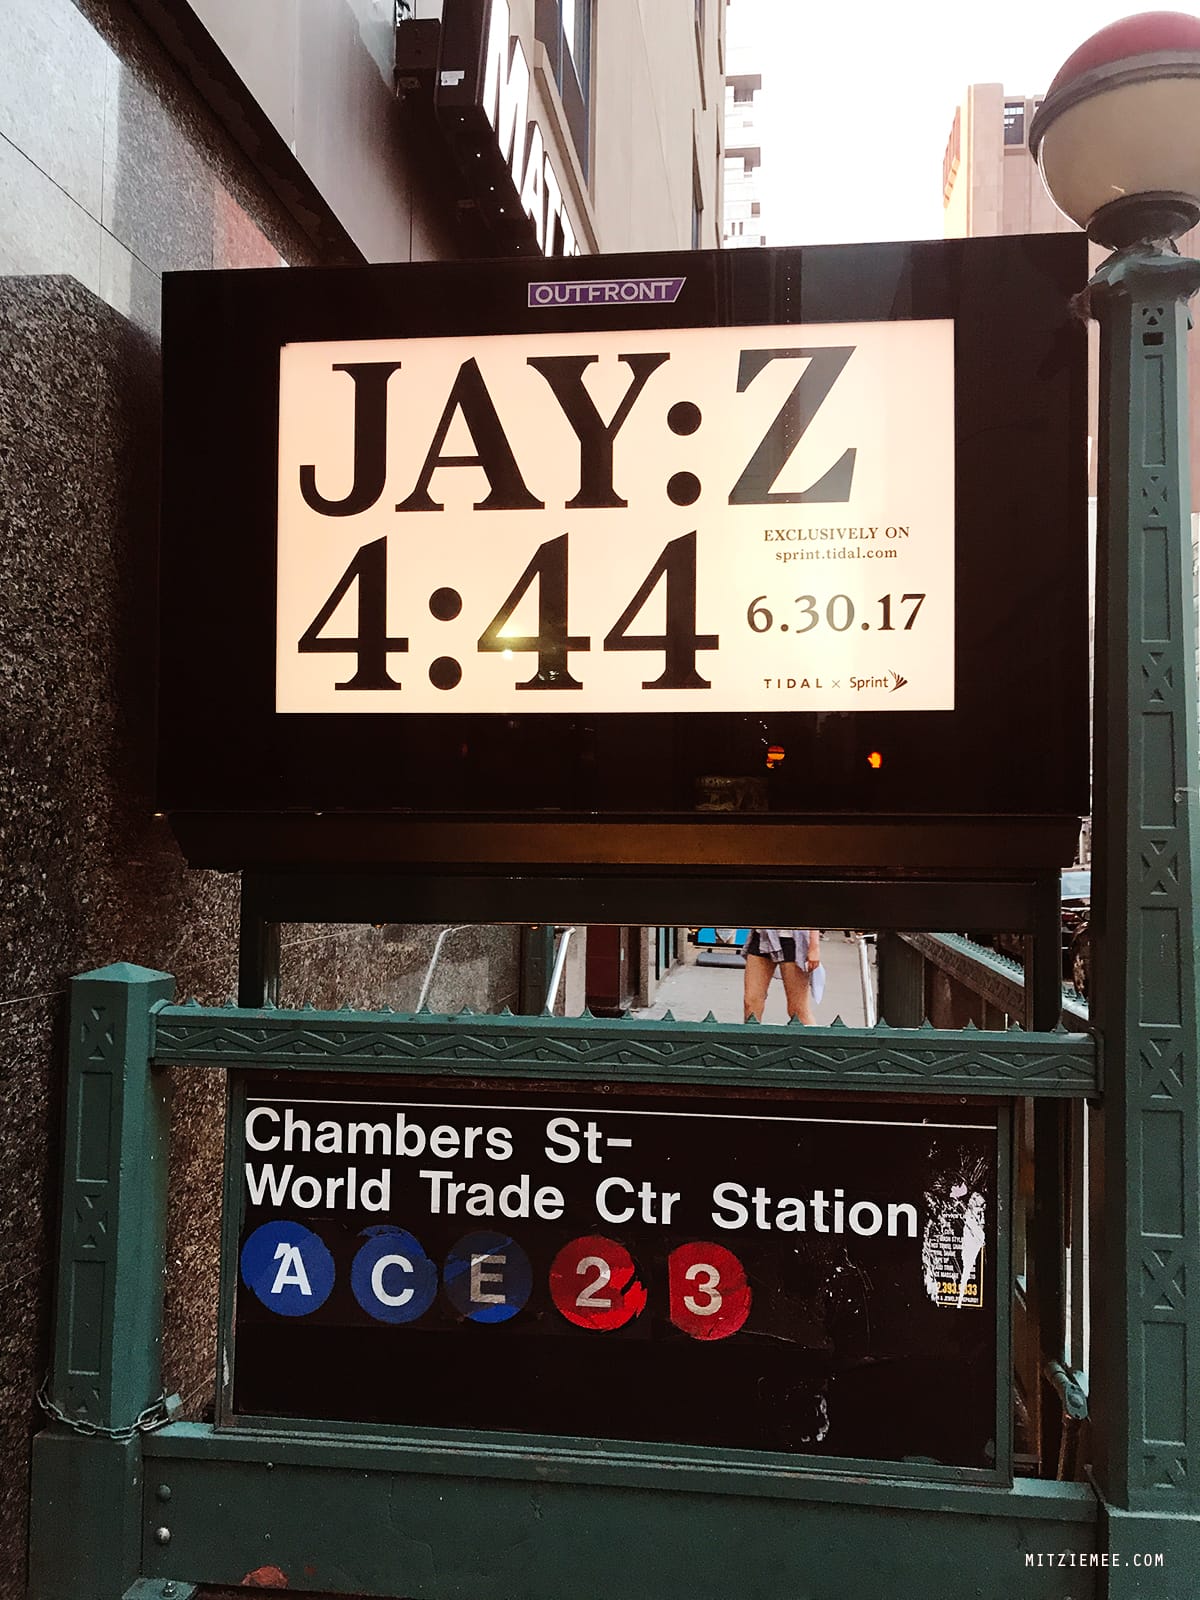 OUTFRONT
JAY:Z
4:44
EXCLUSIVELY ON
sprint.tidal.com
6.30.17
TIDAL × Sprint
Chambers St–
World Trade Ctr Station
A C E 2 3
MITZIEMEE.COM